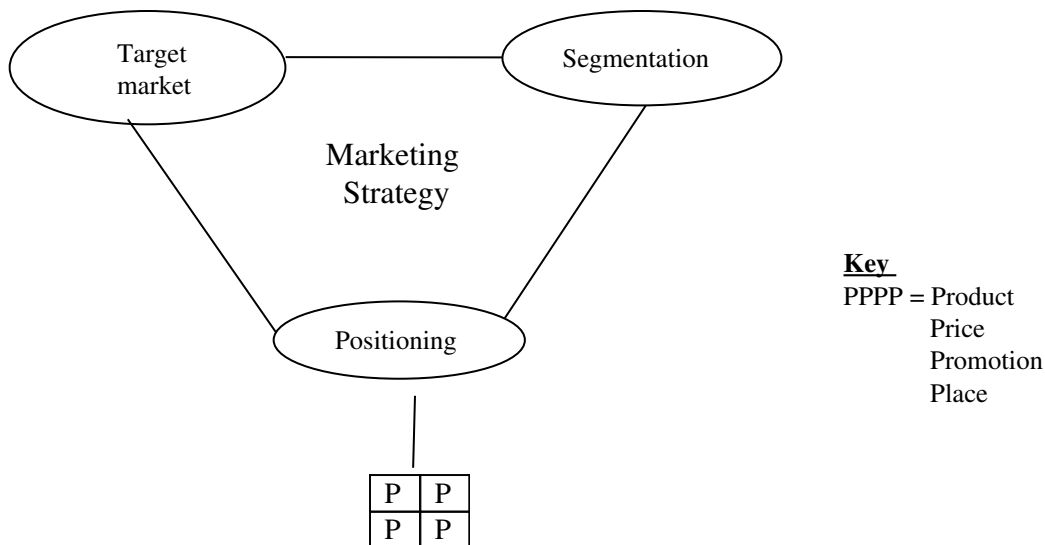 Target
market
Segmentation
Marketing
Strategy
Key
PPPP = Product
Price
Promotion
Place
Positioning
P P
P P